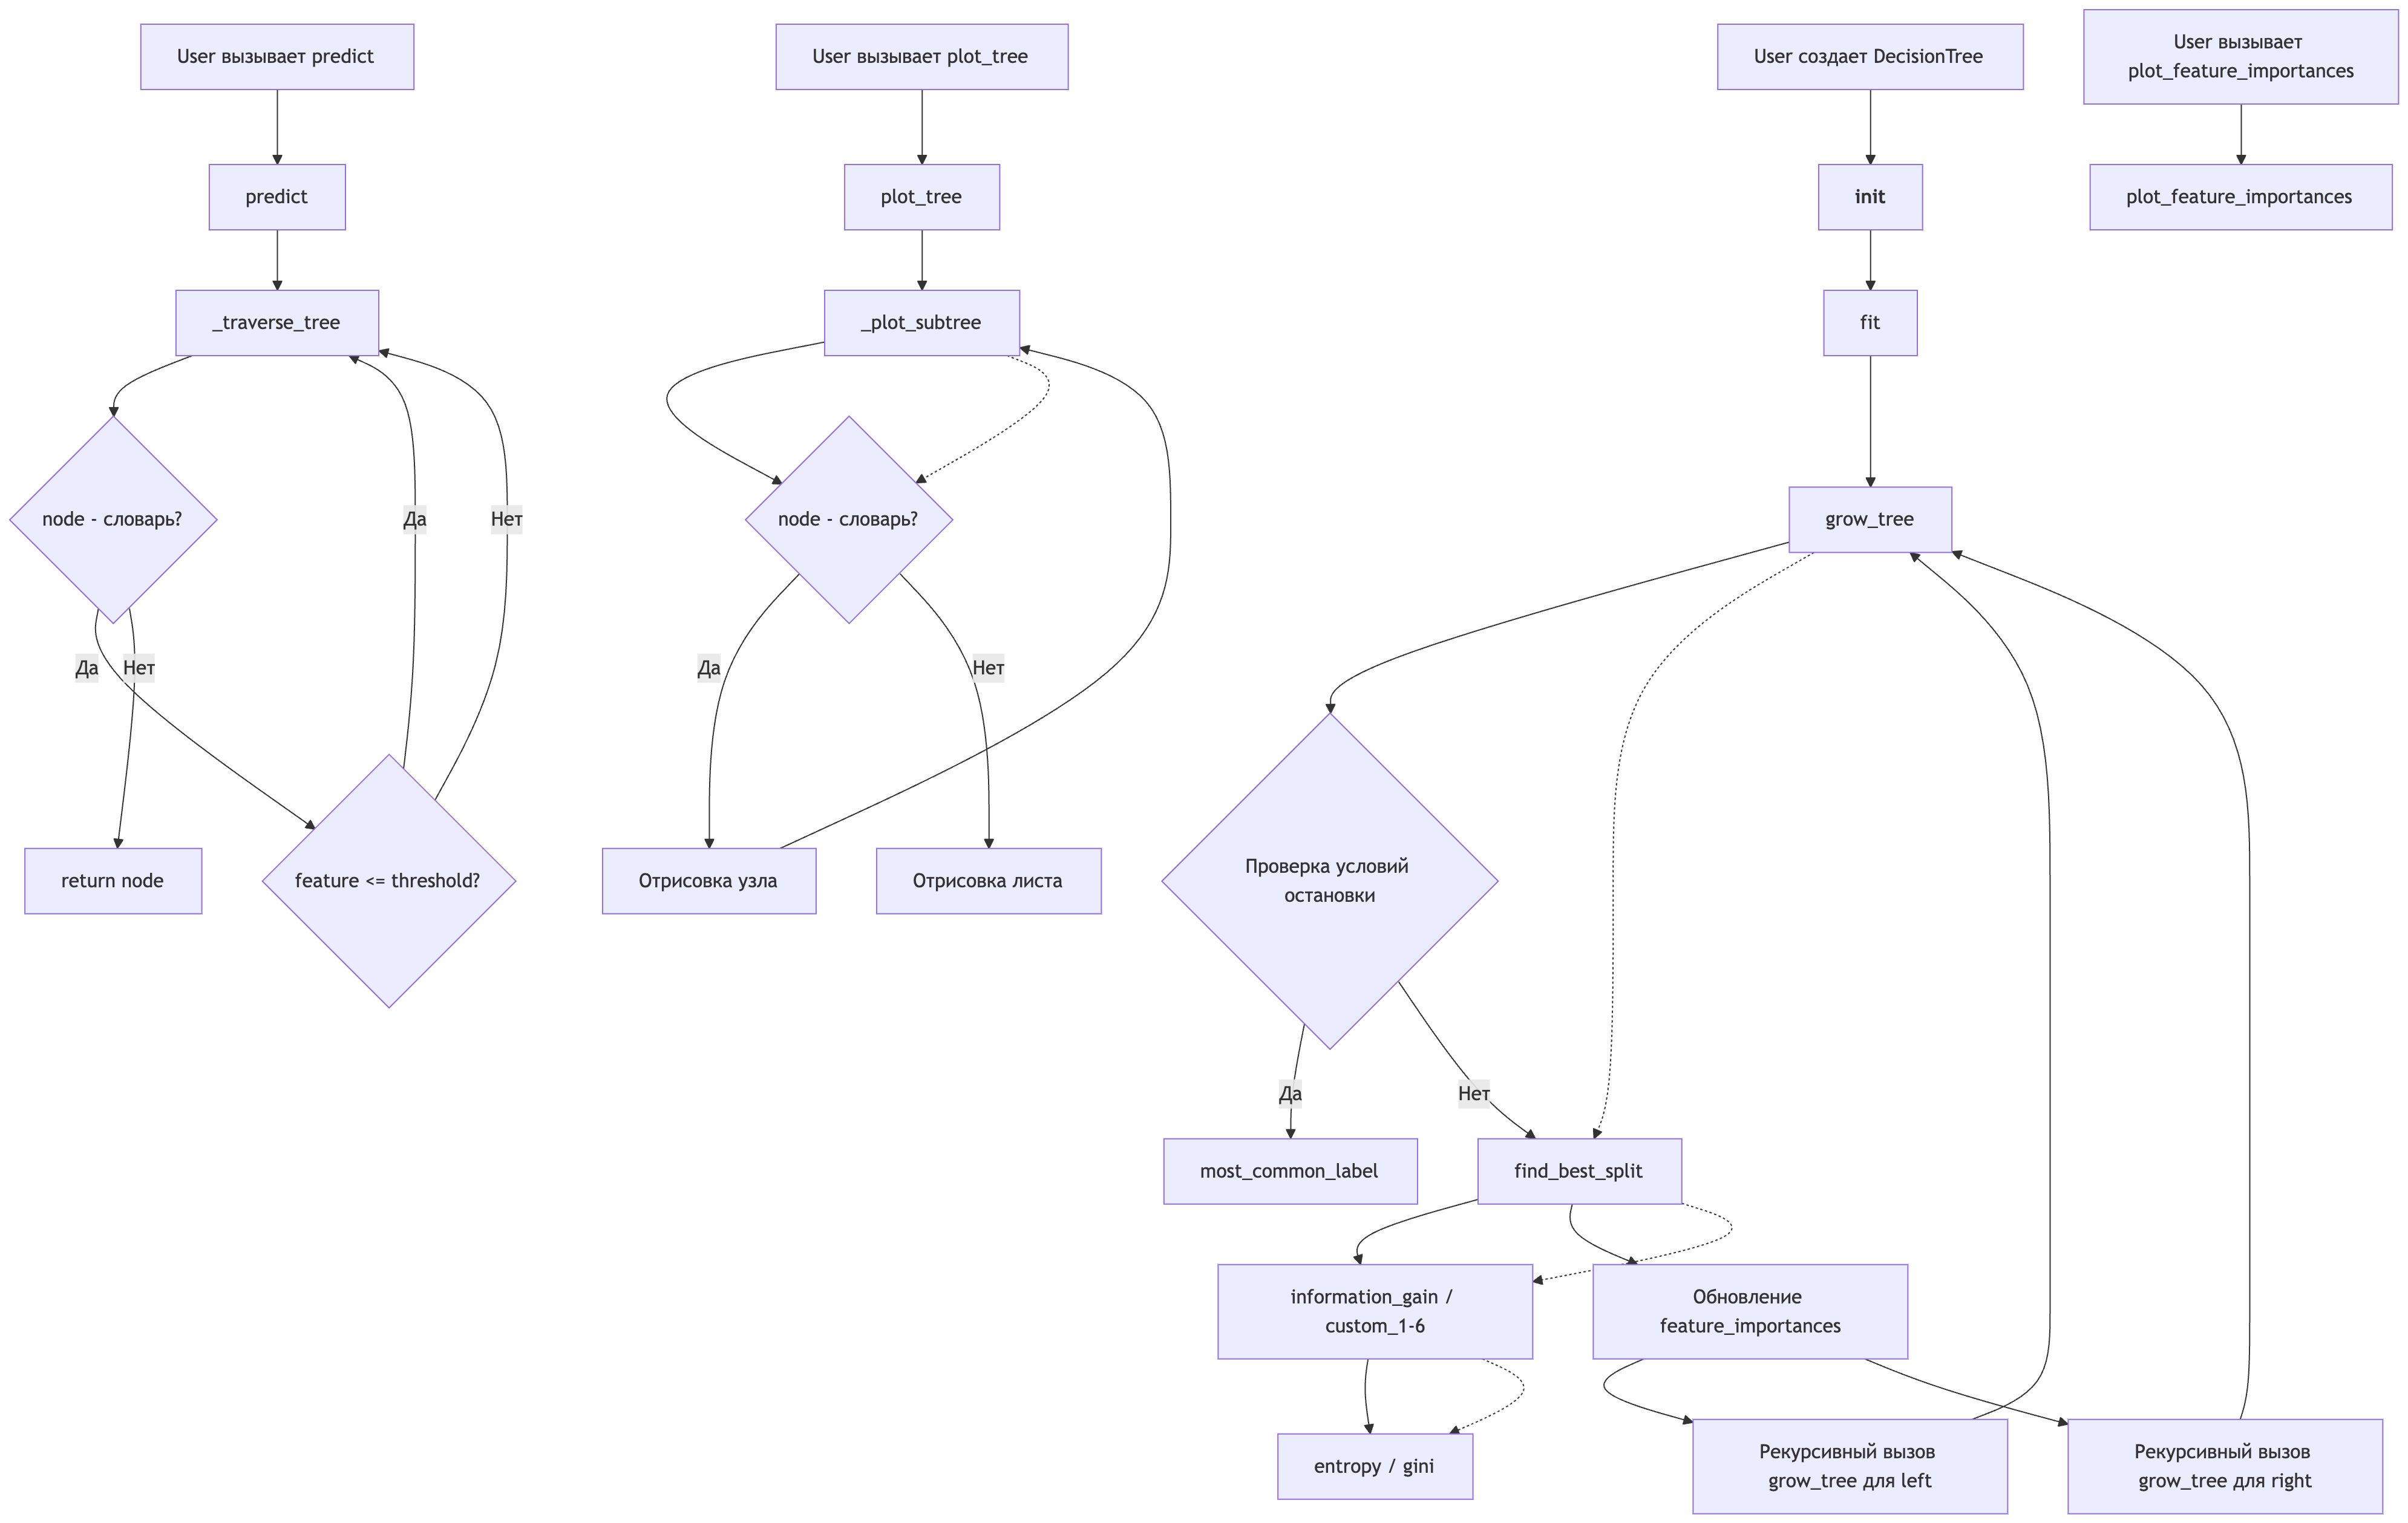 User вызывает predict
predict
_traverse_tree
node - словарь?
Да
Нет
Да
Нет
return node
feature <= threshold?
User вызывает plot_tree
plot_tree
_plot_subtree
node - словарь?
Да
Нет
Отрисовка узла
Отрисовка листа
User создает DecisionTree
init
fit
grow_tree
Проверка условий
остановки
Да
Нет
most_common_label
find_best_split
information_gain /
custom_1-6
Обновление
feature_importances
entropy / gini
Рекурсивный вызов
grow_tree для left
Рекурсивный вызов
grow_tree для right
User вызывает
plot_feature_importances
plot_feature_importances